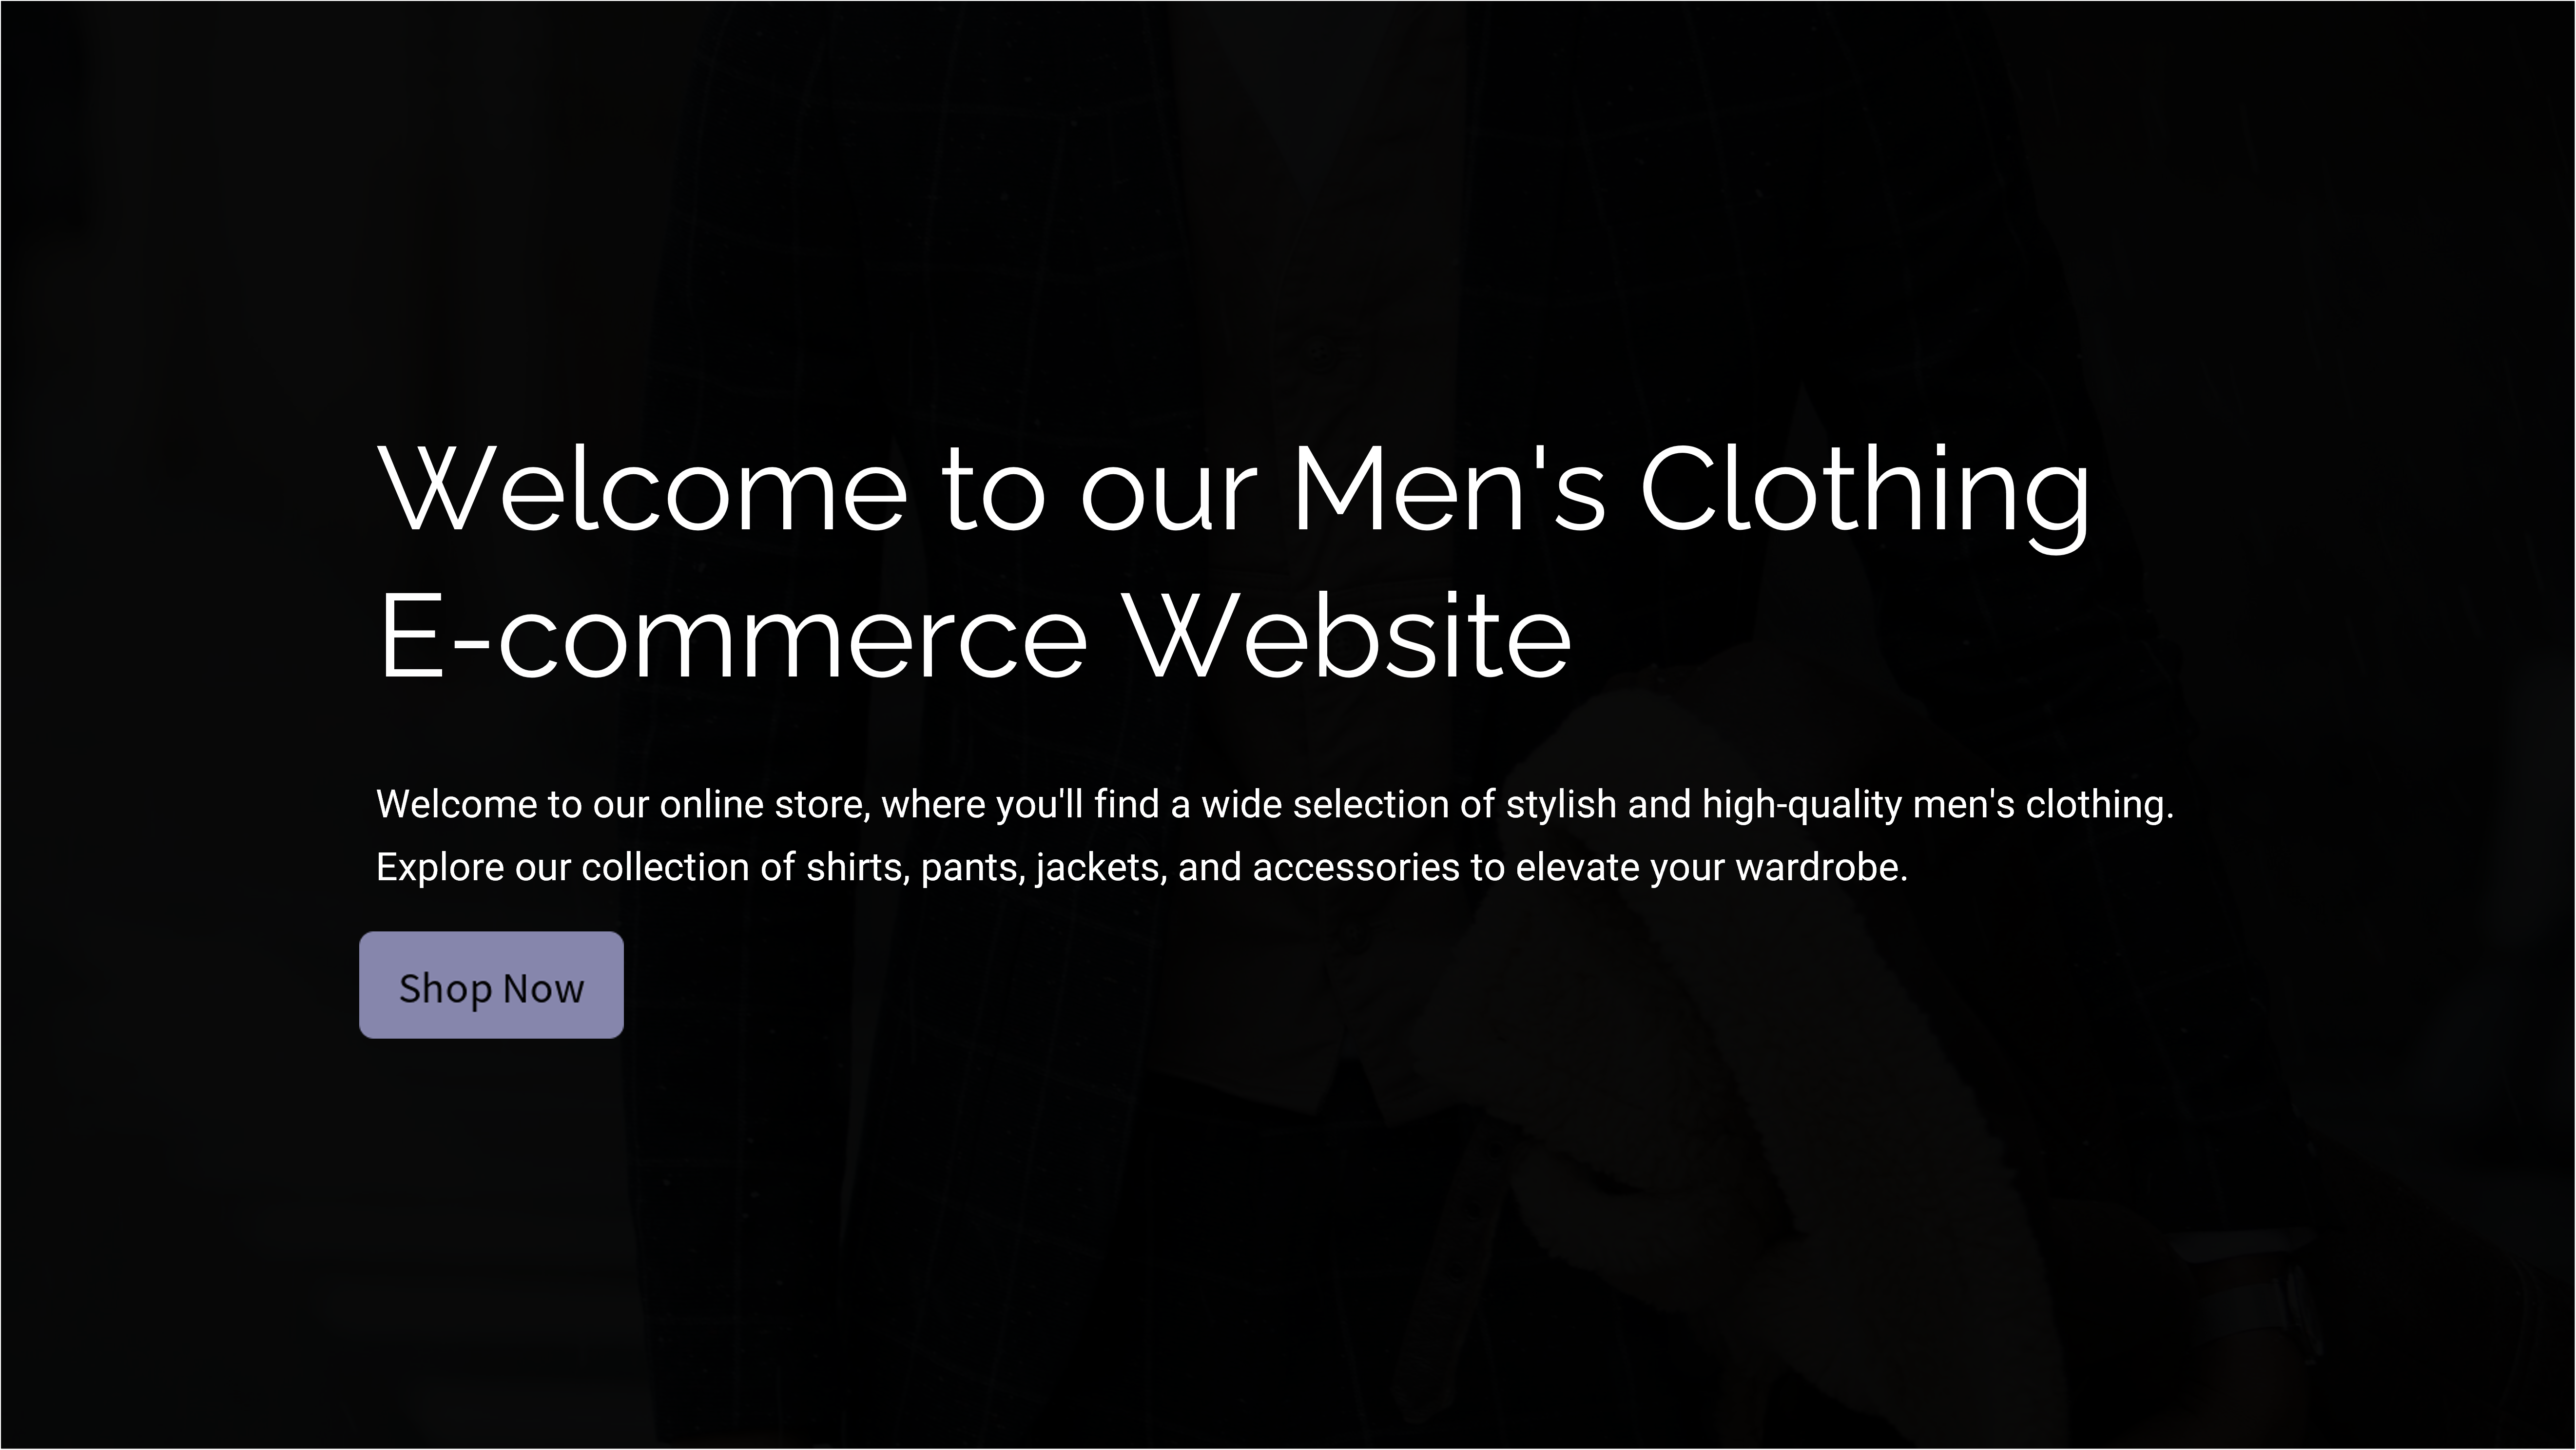 Welcome to our Men's Clothing
E-commerce Website
Welcome to our online store, where you'll find a wide selection of stylish and high-quality men's clothing.
Explore our collection of shirts, pants, jackets, and accessories to elevate your wardrobe.
Shop Now